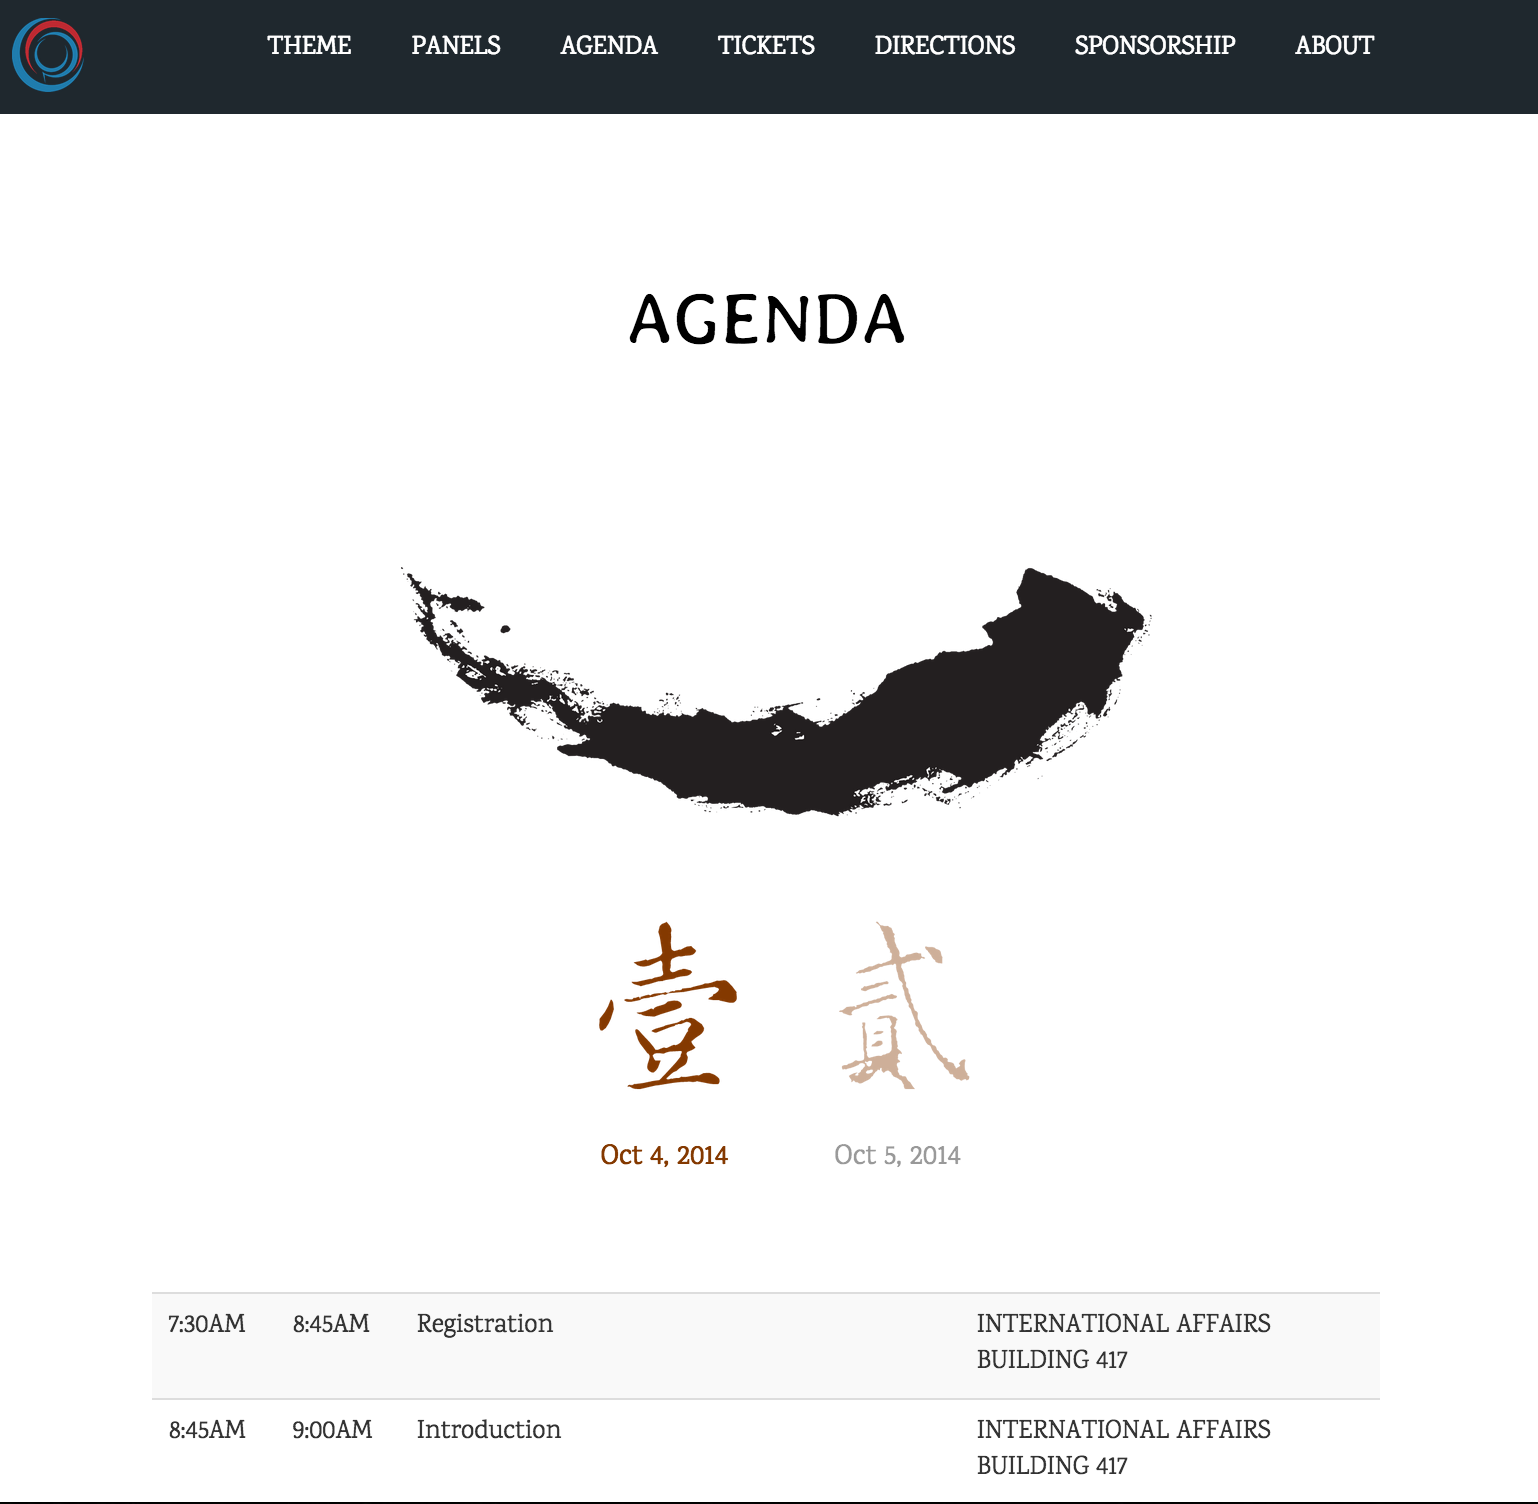 THEME PANELS AGENDA TICKETS DIRECTIONS SPONSORSHIP ABOUT
AGENDA
壹 貳
Oct 4, 2014 Oct 5, 2014
7:30AM 8:45AM Registration INTERNATIONAL AFFAIRS
BUILDING 417
8:45AM 9:00AM Introduction INTERNATIONAL AFFAIRS
BUILDING 417